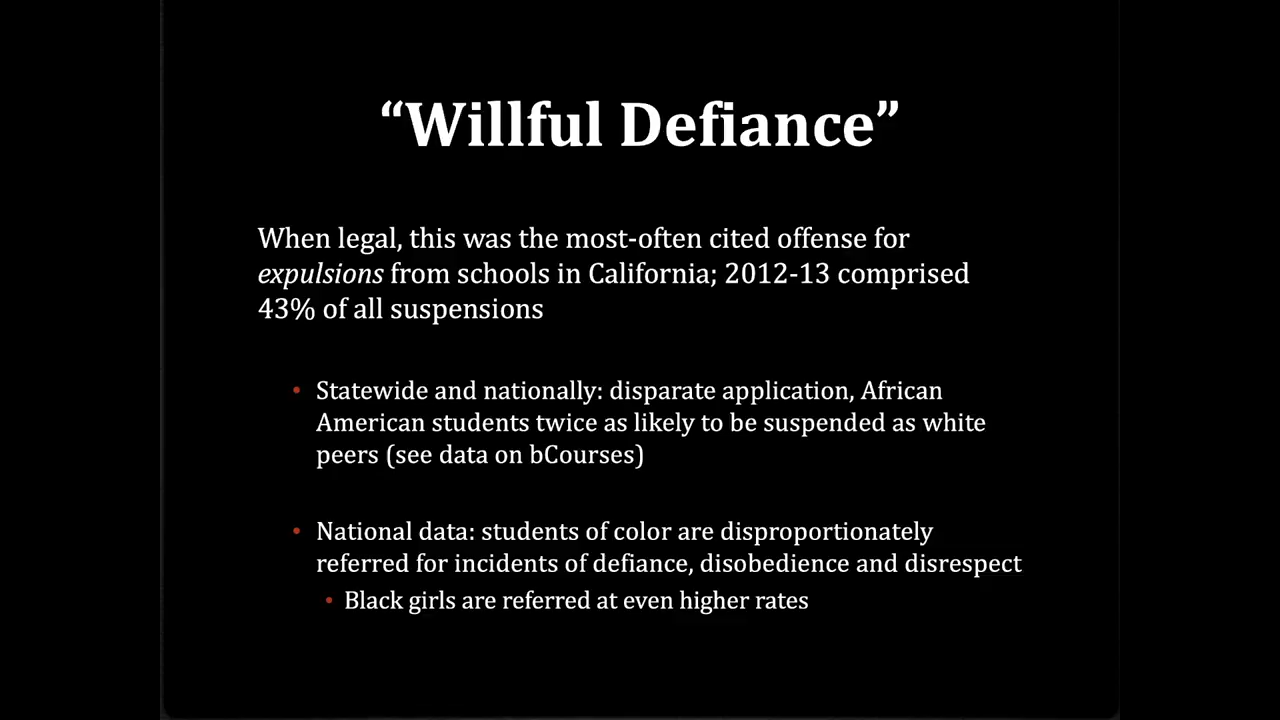 “Willful Defiance”
When legal, this was the most-often cited offense for
expulsions from schools in California; 2012-13 comprised
43% of all suspensions
• Statewide and nationally: disparate application, African
American students twice as likely to be suspended as white
peers (see data on bCourses)
• National data: students of color are disproportionately
referred for incidents of defiance, disobedience and disrespect
• Black girls are referred at even higher rates